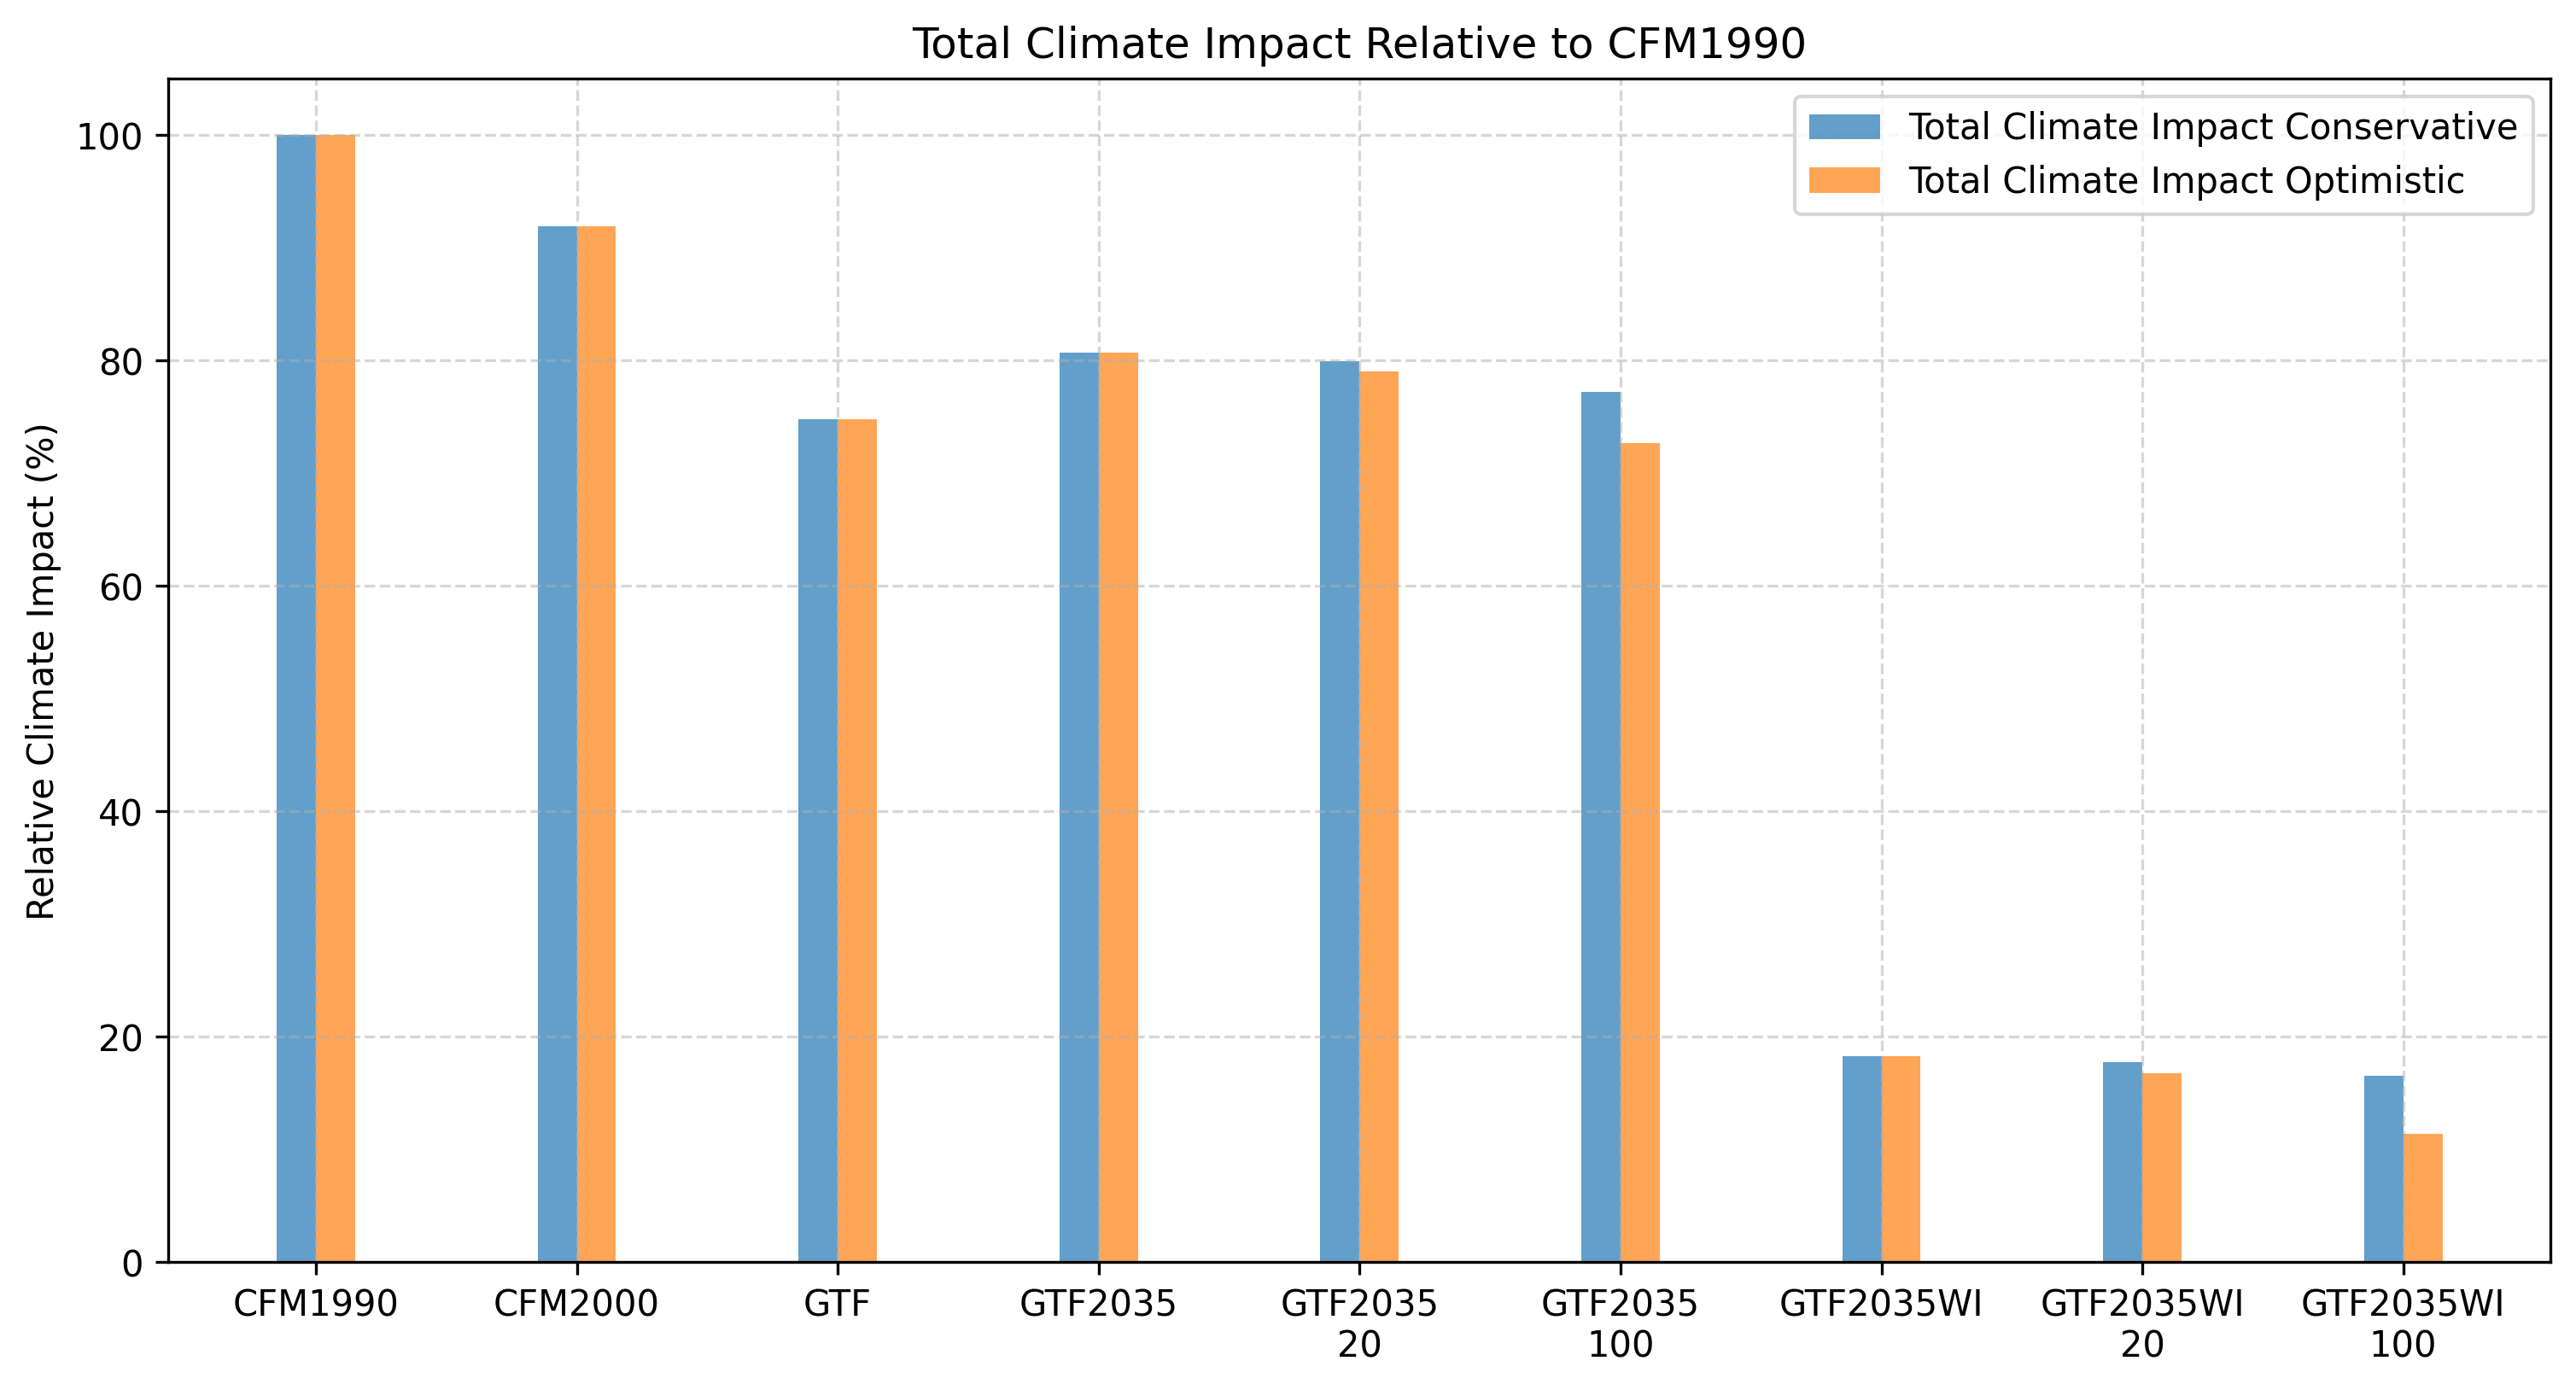 Total Climate Impact Relative to CFM1990
Total Climate Impact Conservative
Total Climate Impact Optimistic
Relative Climate Impact (%)
100
80
60
40
20
0
CFM1990
CFM2000
GTF
GTF2035
GTF2035
20
GTF2035
100
GTF2035WI
GTF2035WI
20
GTF2035WI
100